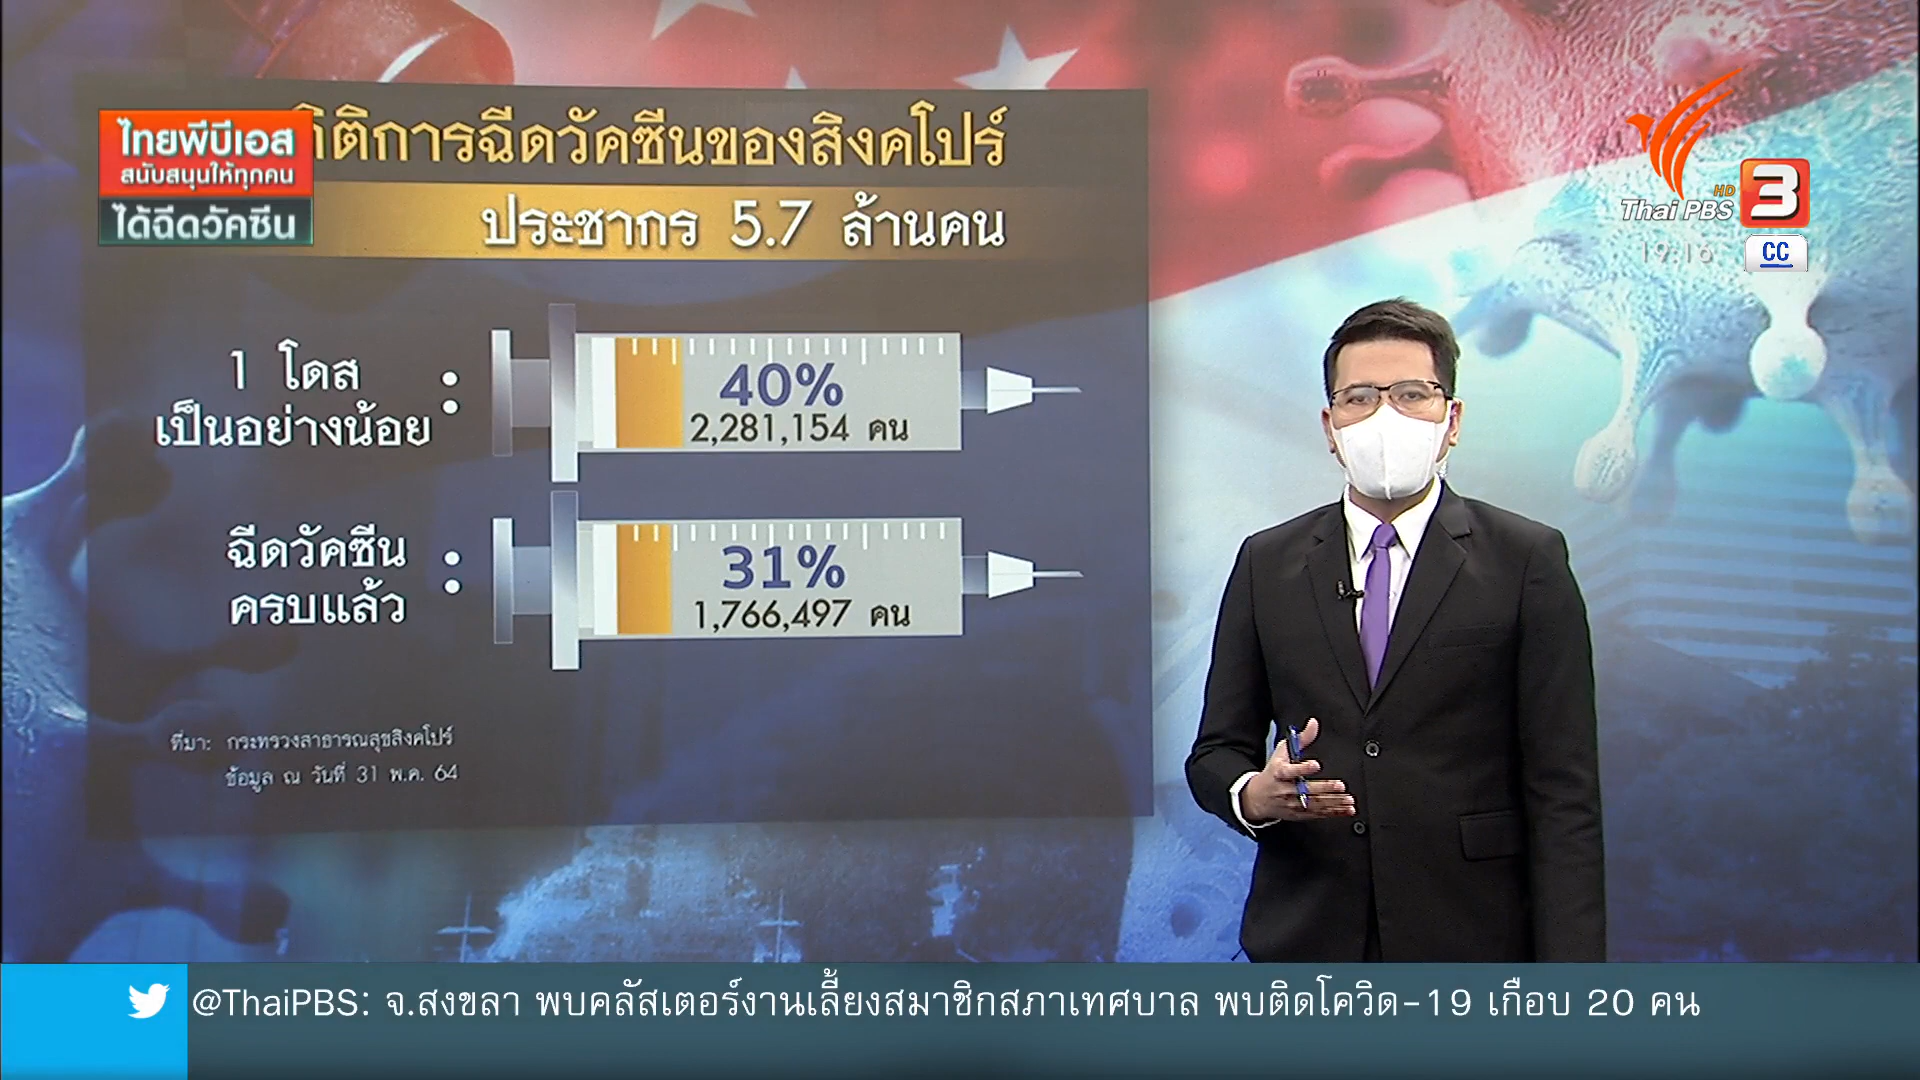 ไทยพีบีเอส
สนับสนุนให้ทุกคน
ได้ฉีดวัคซีน
ติการฉีดวัคซีนของสิงคโปร์
ประชากร 5.7 ล้านคน
1 โดส
เป็นอย่างน้อย
:
40%
2,281,154 คน
ฉีดวัคซีน
ครบแล้ว
:
31%
1,766,497 คน
ที่มา: กระทรวงสาธารณสุขสิงคโปร์
ข้อมูล ณ วันที่ 31 พ.ค. 64
HD
Thai PBS
3
19:16
CC
@ThaiPBS: จ.สงขลา พบคลัสเตอร์งานเลี้ยงสมาชิกสภาเทศบาล พบติดโควิด-19 เกือบ 20 คน